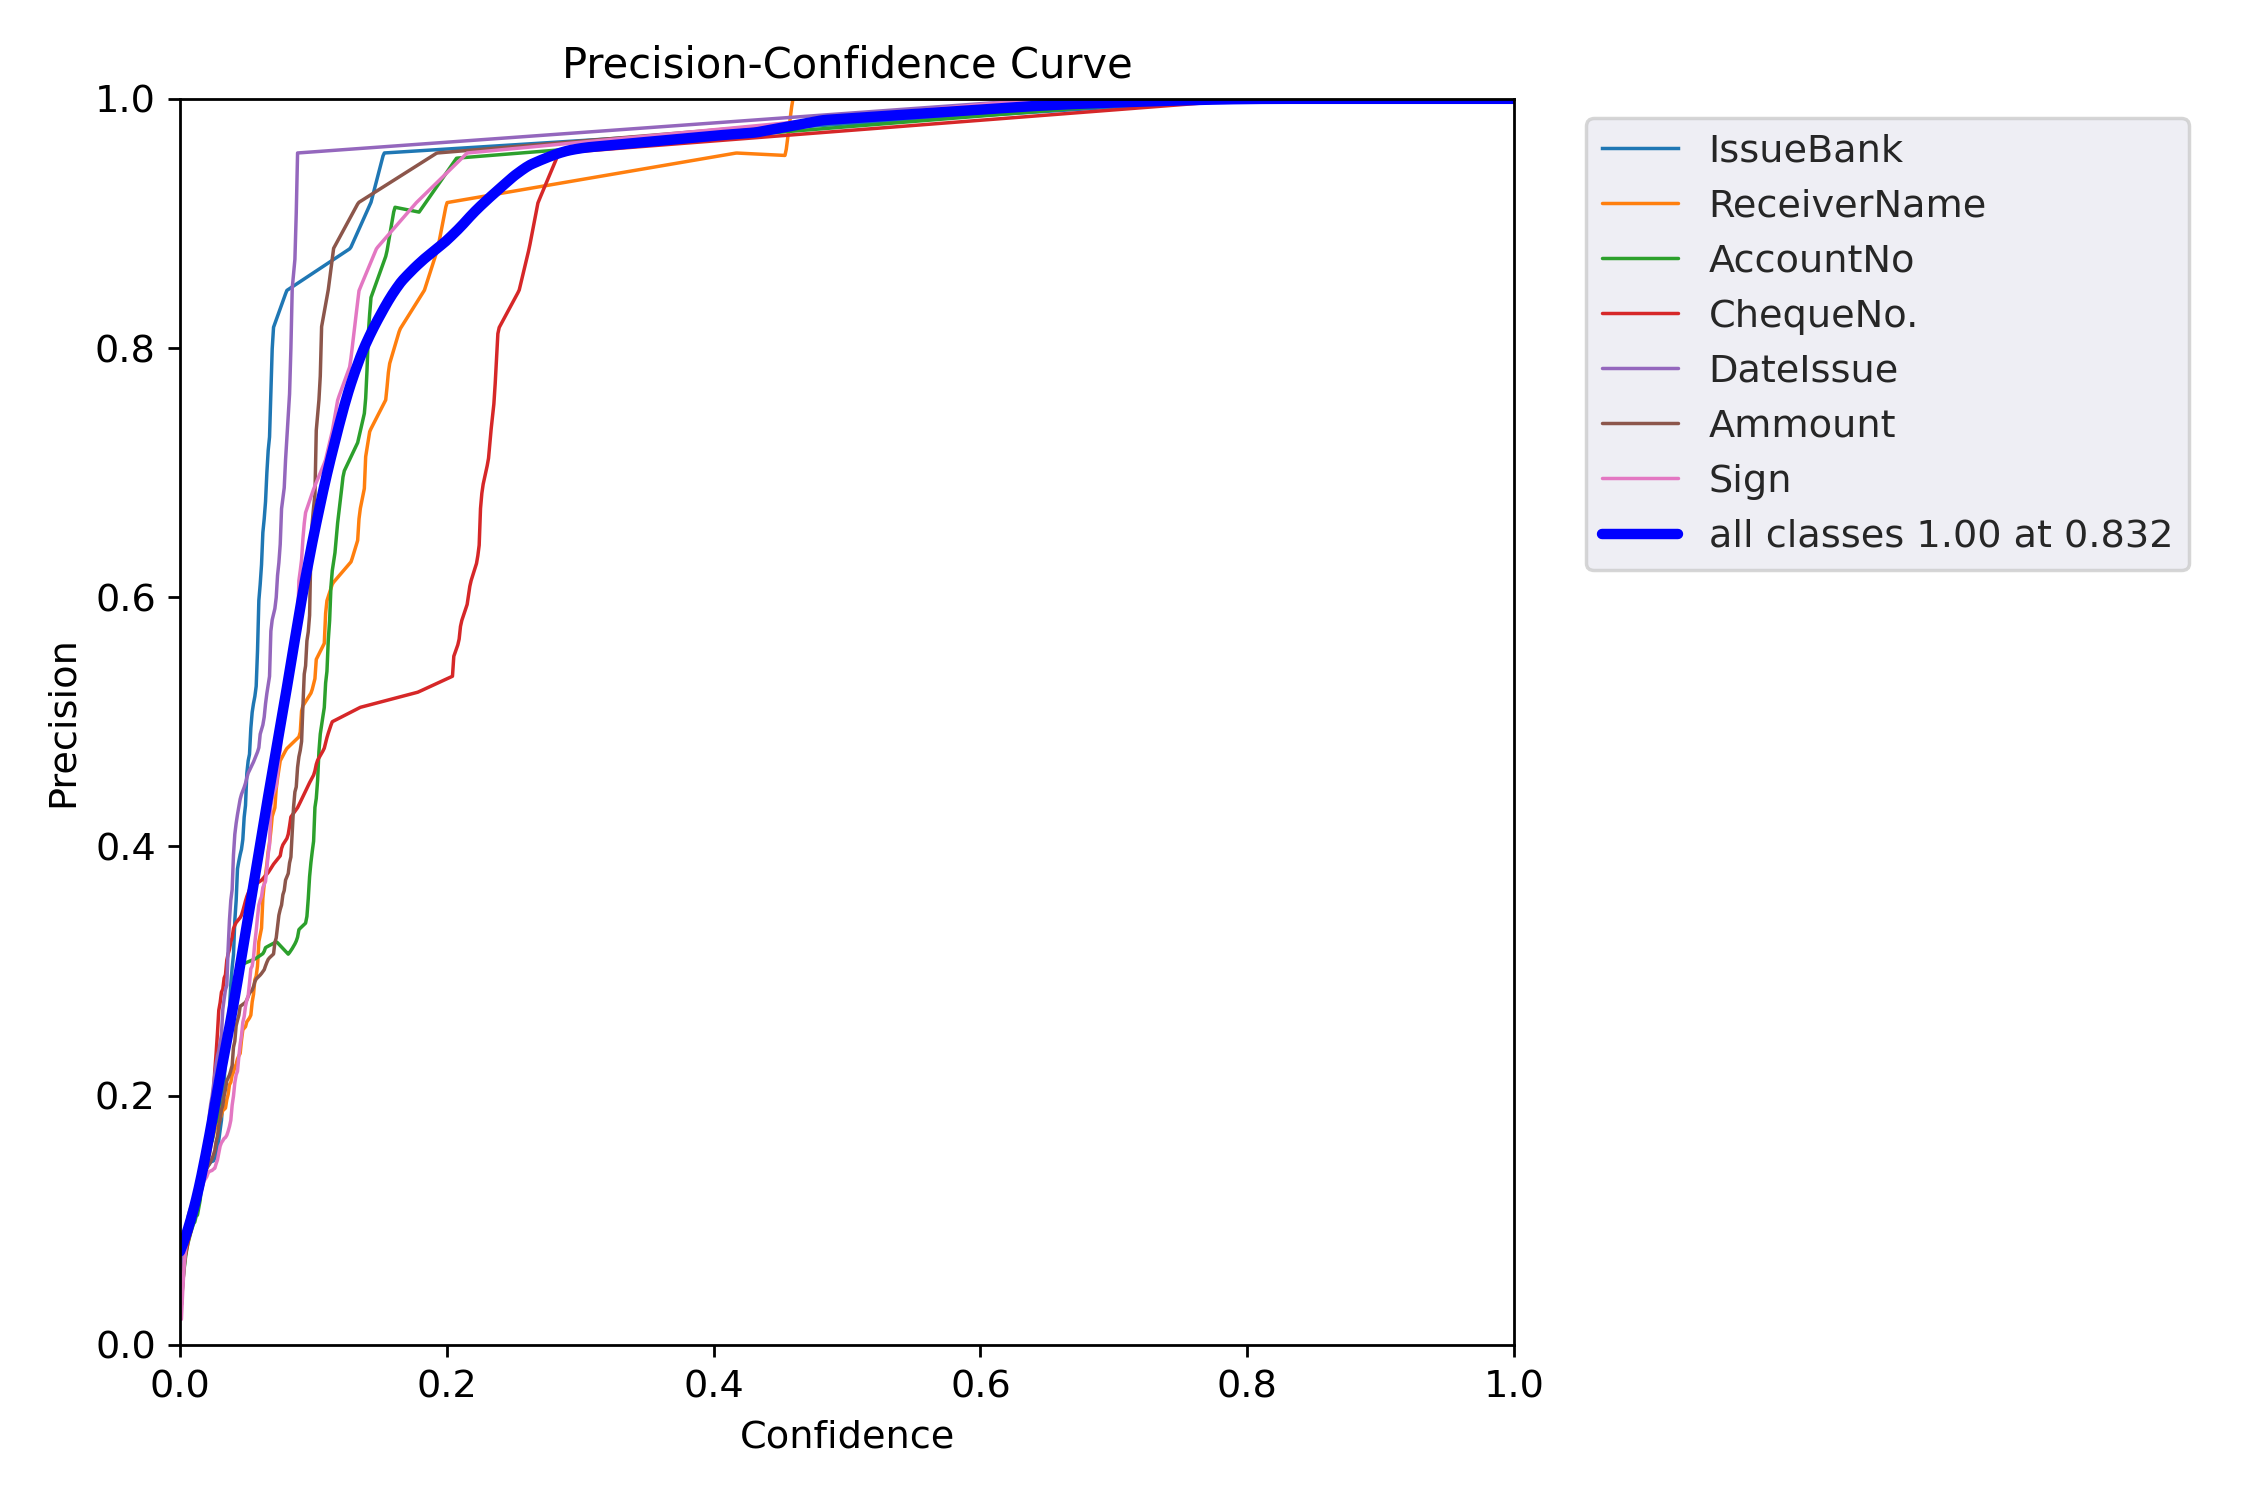 Precision-Confidence Curve
1.0
0.8
0.6
0.4
0.2
0.0
Precision
0.0 0.2 0.4 0.6 0.8 1.0
Confidence
IssueBank
ReceiverName
AccountNo
ChequeNo.
DateIssue
Ammount
Sign
all classes 1.00 at 0.832